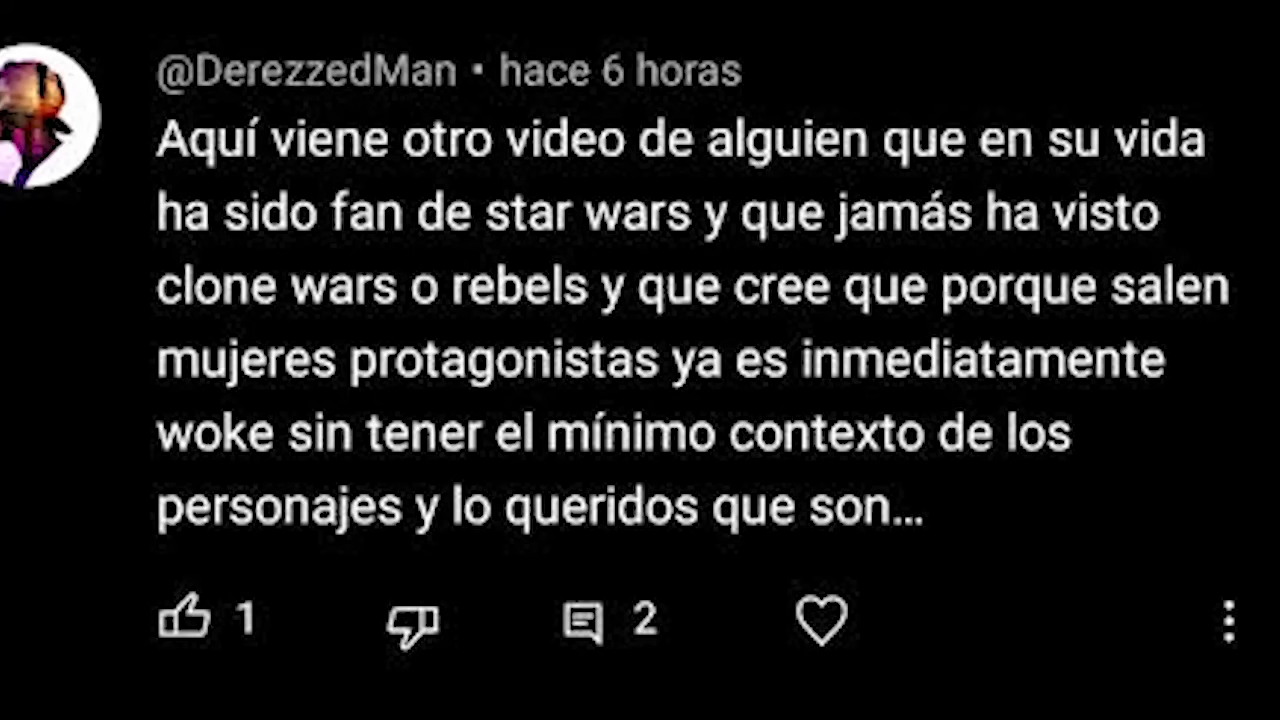 @DerezzedMan · hace 6 horas
Aquí viene otro video de alguien que en su vida
ha sido fan de star wars y que jamás ha visto
clone wars o rebels y que cree que porque salen
mujeres protagonistas ya es inmediatamente
woke sin tener el mínimo contexto de los
personajes y lo queridos que son...
1 2